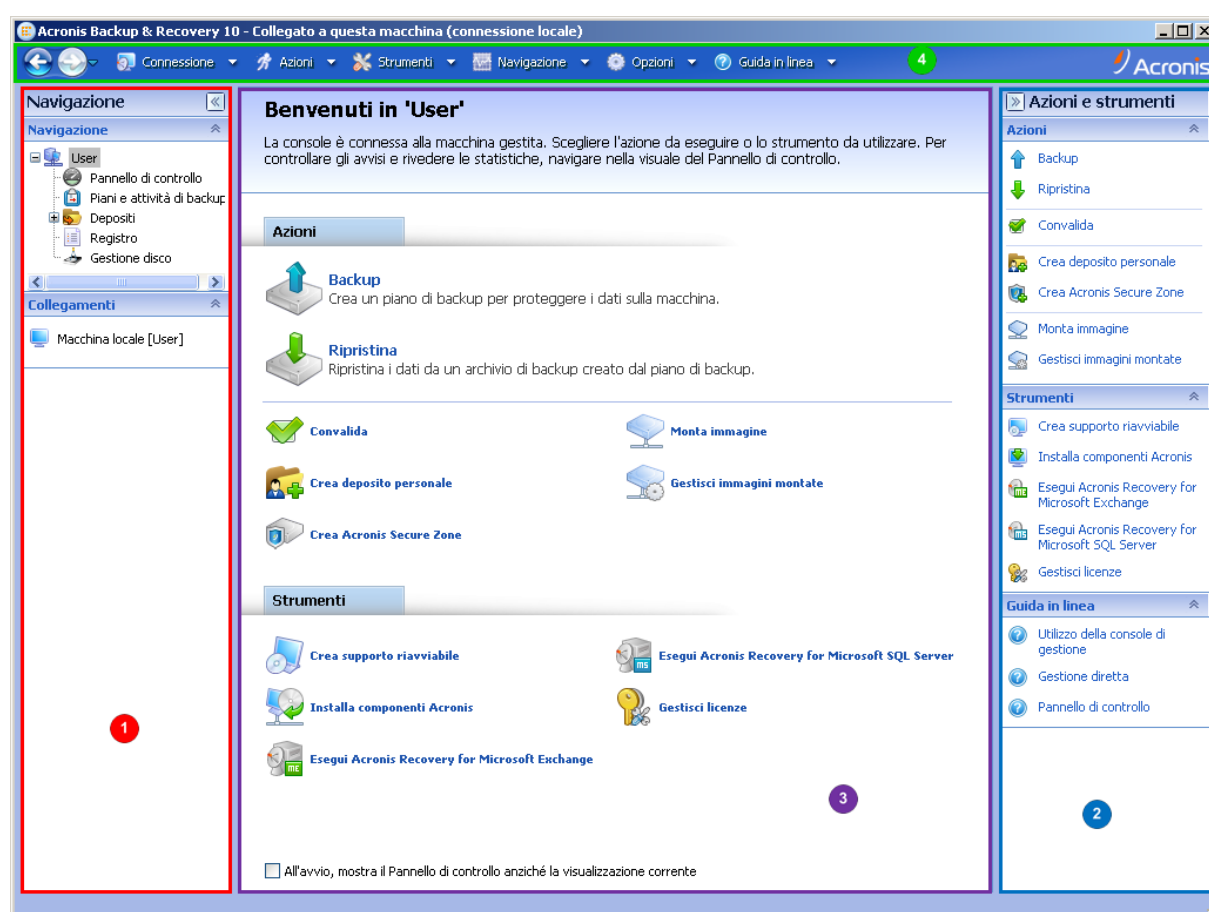 Acronis Backup & Recovery 10 - Collegato a questa macchina (connessione locale)
Connessione Azioni Strumenti Navigazione Opzioni Guida in linea 4 Acronis
Navigazione
Navigazione
User
Pannello di controllo
Piani e attività di backup
Depositi
Registro
Gestione disco
Collegamenti
Macchina locale [User]
1
Benvenuti in 'User'
La console è connessa alla macchina gestita. Scegliere l'azione da eseguire o lo strumento da utilizzare. Per
controllare gli avvisi e rivedere le statistiche, navigare nella visuale del Pannello di controllo.
Azioni
Backup
Crea un piano di backup per proteggere i dati sulla macchina.
Ripristina
Ripristina i dati da un archivio di backup creato dal piano di backup.
Convalida
Monta immagine
Crea deposito personale
Gestisci immagini montate
Crea Acronis Secure Zone
Strumenti
Crea supporto riavviabile
Esegui Acronis Recovery for Microsoft SQL Server
Installa componenti Acronis
Gestisci licenze
Esegui Acronis Recovery for Microsoft Exchange
3
All'avvio, mostra il Pannello di controllo anziché la visualizzazione corrente
Azioni e strumenti
Azioni
Backup
Ripristina
Convalida
Crea deposito personale
Crea Acronis Secure Zone
Monta immagine
Gestisci immagini montate
Strumenti
Crea supporto riavviabile
Installa componenti Acronis
Esegui Acronis Recovery for
Microsoft Exchange
Esegui Acronis Recovery for
Microsoft SQL Server
Gestisci licenze
Guida in linea
Utilizzo della console di
gestione
Gestione diretta
Pannello di controllo
2